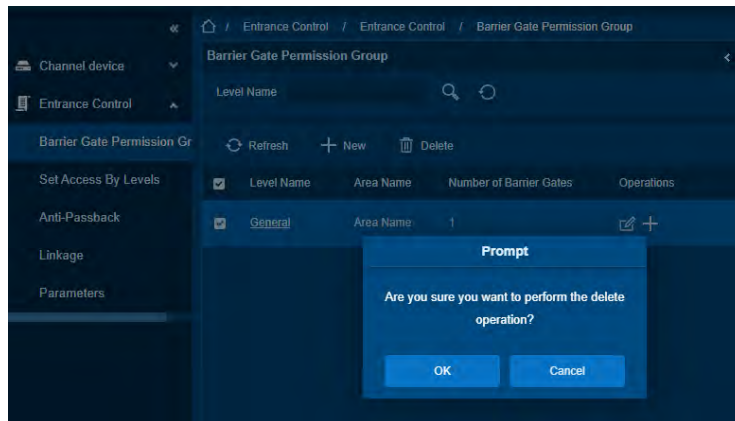 / Entrance Control / Entrance Control / Barrier Gate Permission Group
Channel device
Entrance Control
Barrier Gate Permission Gr
Set Access By Levels
Anti-Passback
Linkage
Parameters
Barrier Gate Permission Group
Level Name
Refresh New Delete
Level Name Area Name Number of Barrier Gates Operations
General Area Name 1
Prompt
Are you sure you want to perform the delete
operation?
OK Cancel